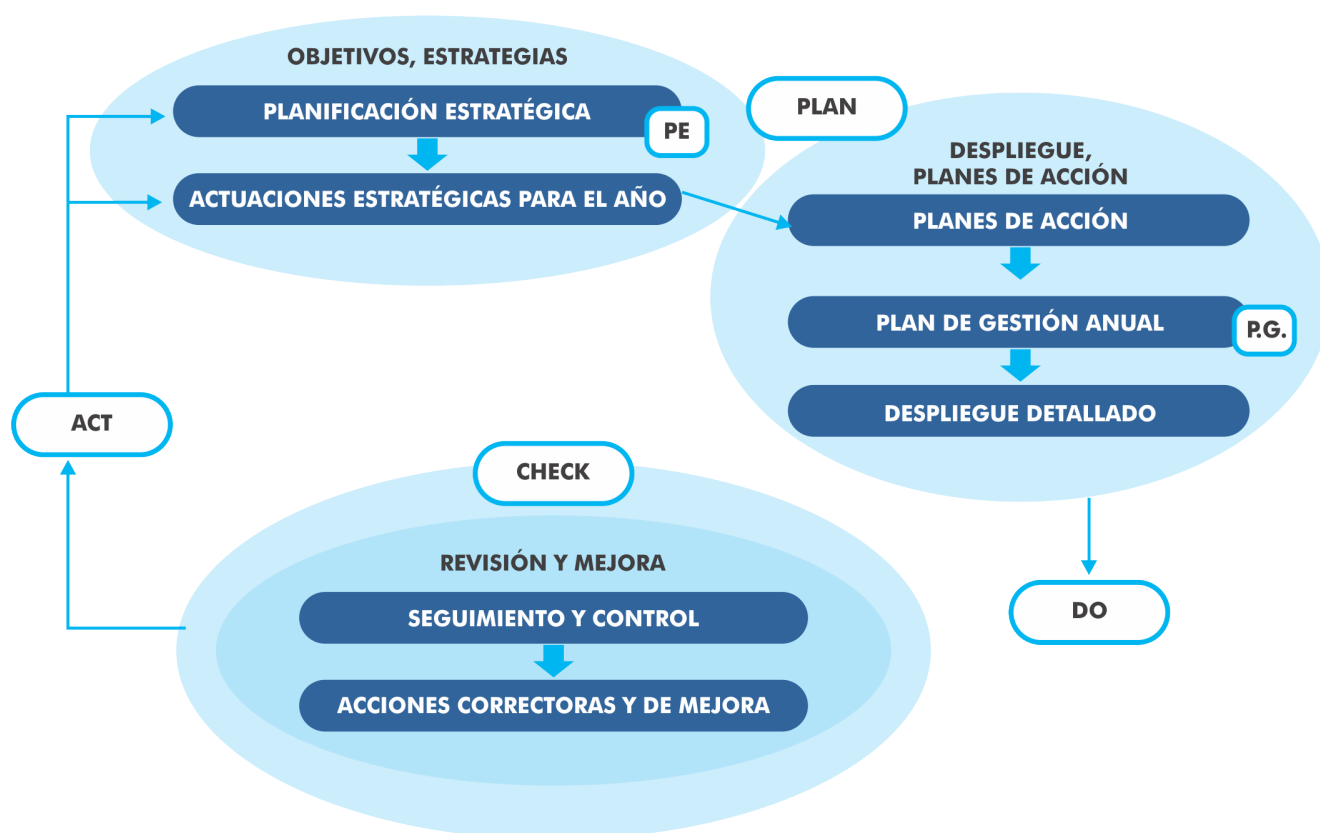 OBJETIVOS, ESTRATEGIAS
PLANIFICACIÓN ESTRATÉGICA
PE
ACTUACIONES ESTRATÉGICAS PARA EL AÑO
PLAN
DESPLIEGUE,
PLANES DE ACCIÓN
PLANES DE ACCIÓN
PLAN DE GESTIÓN ANUAL
P.G.
DESPLIEGUE DETALLADO
DO
CHECK
REVISIÓN Y MEJORA
SEGUIMIENTO Y CONTROL
ACCIONES CORRECTORAS Y DE MEJORA
ACT